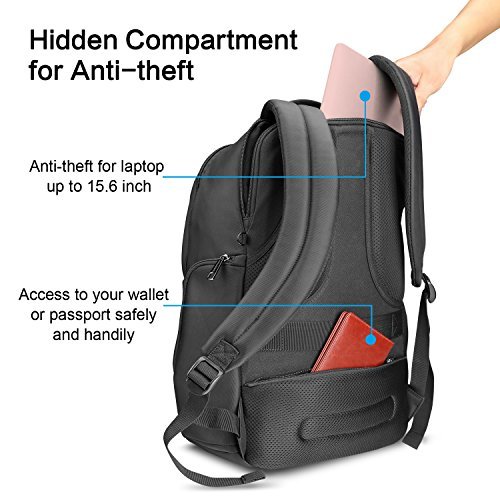 Hidden Compartment
for Anti-theft
Anti-theft for laptop
up to 15.6 inch
Access to your wallet
or passport safely
and handily